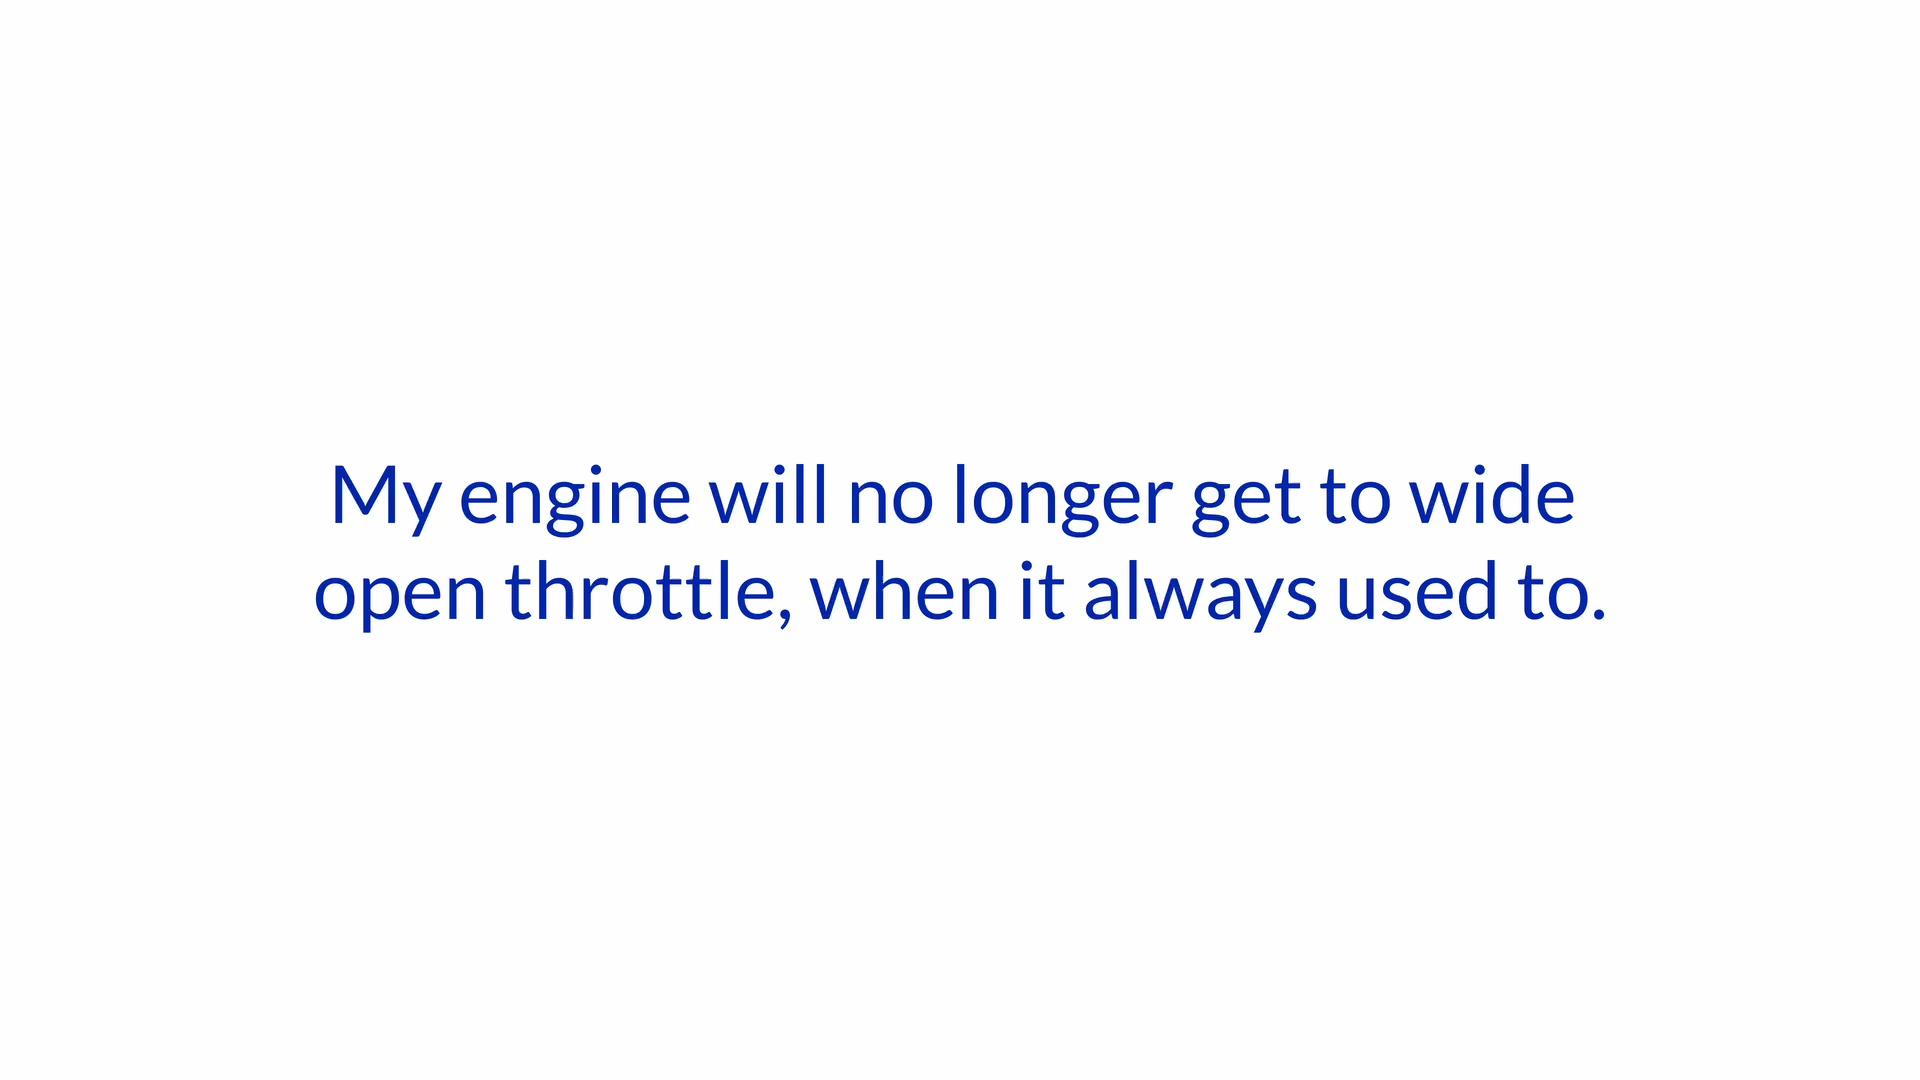 My engine will no longer get to wide
open throttle, when it always used to.